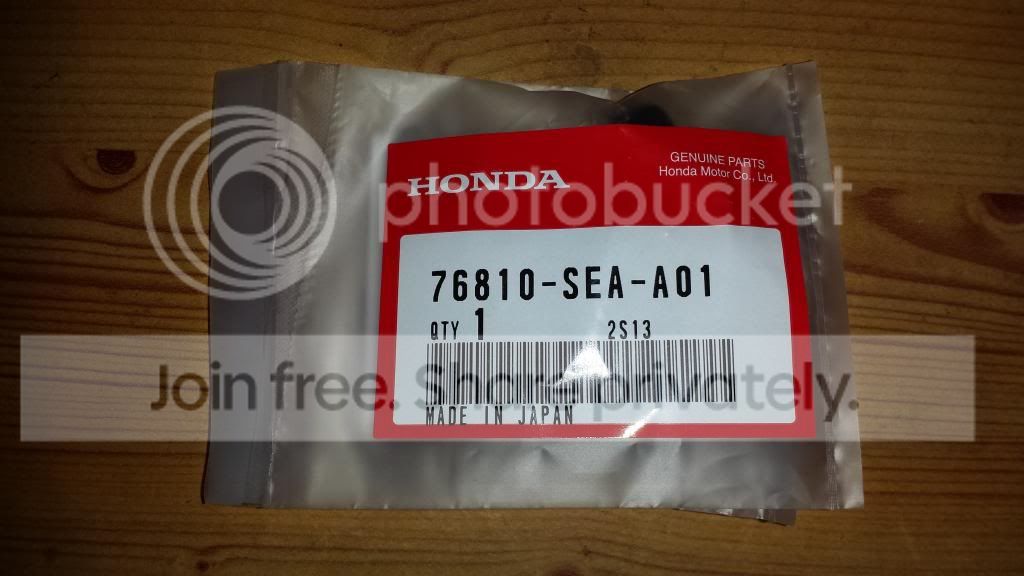 GENUINE PARTS
Honda Motor Co., Ltd.
HONDA
photobucket
76810-SEA-A01
QTY 1 2S13
Join free. Share privately.
MADE IN JAPAN